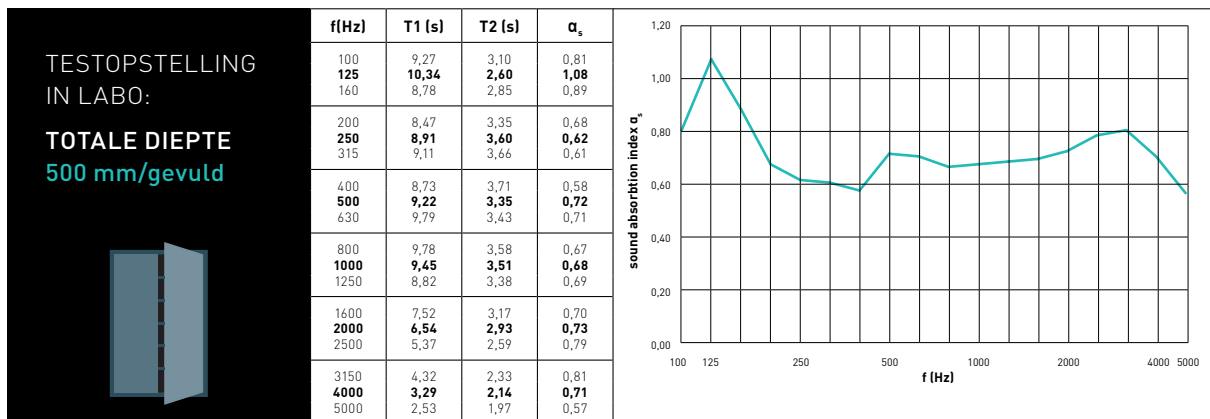 TESTOPSTELLING
IN LABO:
TOTALE DIEPTE
500 mm/gevuld
f(Hz) T1 (s) T2 (s) αs
100 9,27 3,10 0,81
125 10,34 2,60 1,08
160 8,78 2,85 0,89
200 8,47 3,35 0,68
250 8,91 3,60 0,62
315 9,11 3,66 0,61
400 8,73 3,71 0,58
500 9,22 3,35 0,72
630 9,79 3,43 0,71
800 9,78 3,58 0,67
1000 9,45 3,51 0,68
1250 8,82 3,38 0,69
1600 7,52 3,17 0,70
2000 6,54 2,93 0,73
2500 5,37 2,59 0,79
3150 4,32 2,33 0,81
4000 3,29 2,14 0,71
5000 2,53 1,97 0,57
sound absorbtion index αs
1,20
1,00
0,80
0,60
0,40
0,20
0,00
100 125 250 500 1000 2000 4000 5000
f (Hz)